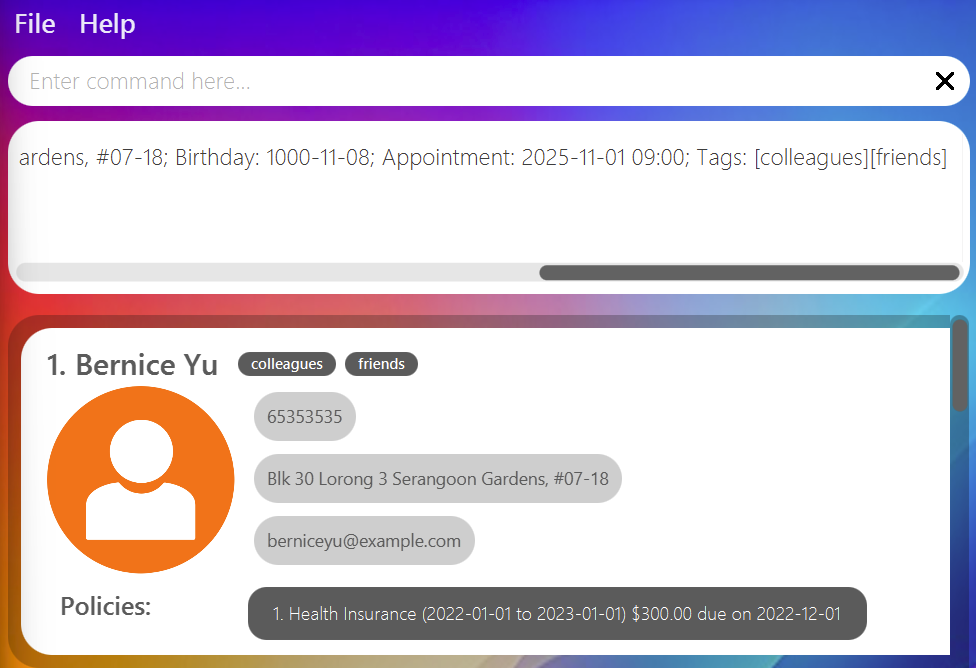 File Help
Enter command here...
ardens, #07-18; Birthday: 1000-11-08; Appointment: 2025-11-01 09:00; Tags: [colleagues][friends]
1. Bernice Yu colleagues friends
65353535
Blk 30 Lorong 3 Serangoon Gardens, #07-18
berniceyu@example.com
Policies: 1. Health Insurance (2022-01-01 to 2023-01-01) $300.00 due on 2022-12-01